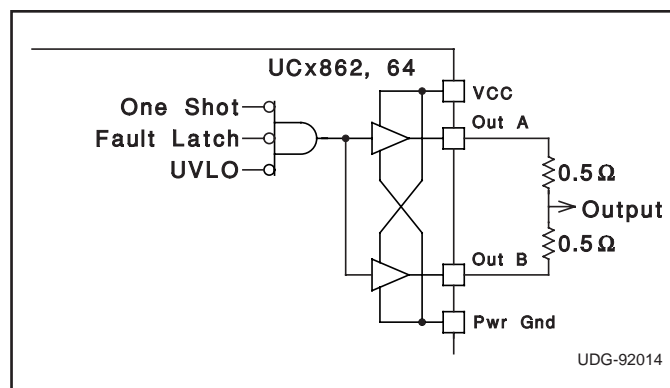 UCx862, 64
VCC
One Shot
Out A
Fault Latch
0.5Ω
UVLO
Output
0.5Ω
Out B
Pwr Gnd
UDG-92014